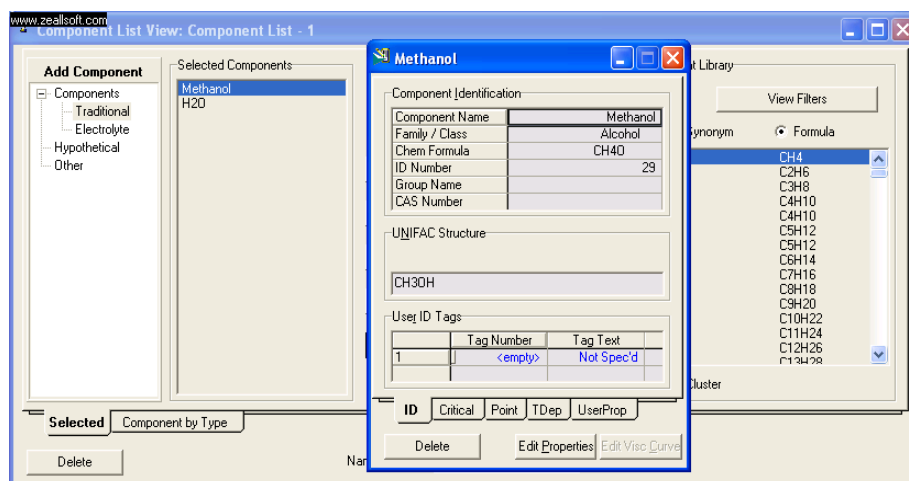 www.zeallsoft.com
Component List View: Component List - 1
Add Component
Components
Traditional
Electrolyte
Hypothetical
Other
Selected Components
Methanol
H2O
Selected
Component by Type
Delete
Methanol
Component Identification
Component Name Methanol
Family / Class Alcohol
Chem Formula CH4O
ID Number 29
Group Name
CAS Number
UNIFAC Structure
CH3OH
User ID Tags
Tag Number Tag Text
1 <empty> Not Spec'd
ID Critical Point TDep UserProp
Delete Edit Properties Edit Visc Curve
Library
View Filters
Formula
CH4
C2H6
C3H8
C4H10
C4H10
C5H12
C5H12
C6H14
C7H16
C8H18
C9H20
C10H22
C11H24
C12H26
C13H28
Cluster